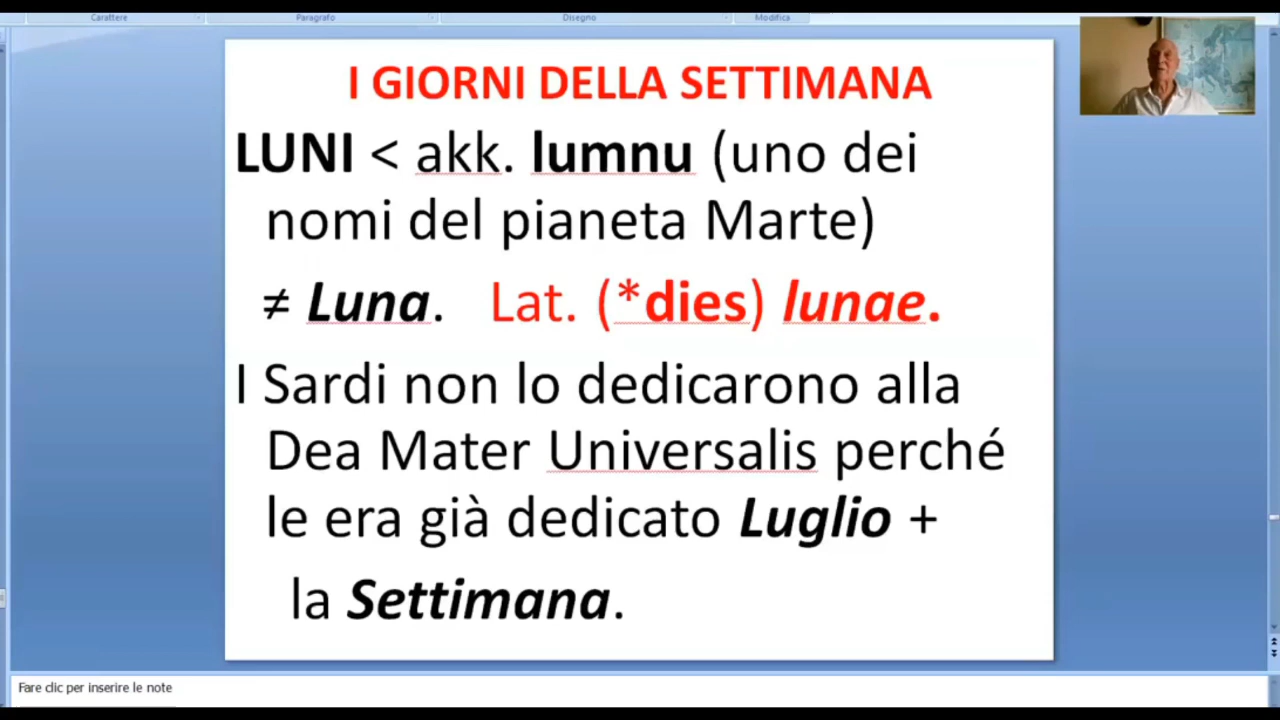 Carattere Paragrafo Disegno Modifica
I GIORNI DELLA SETTIMANA
LUNI < akk. lumnu (uno dei
nomi del pianeta Marte)
≠ Luna. Lat. (*dies) lunae.
I Sardi non lo dedicarono alla
Dea Mater Universalis perché
le era già dedicato Luglio +
la Settimana.
Fare clic per inserire le note